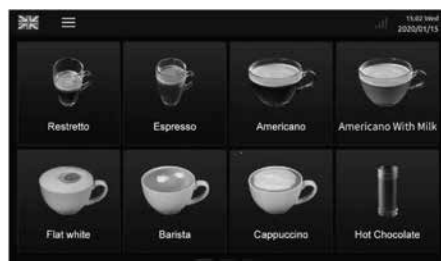 15:02 Wed
2020/01/15
Restretto
Espresso
Americano
Americano With Milk
Flat white
Barista
Cappuccino
Hot Chocolate